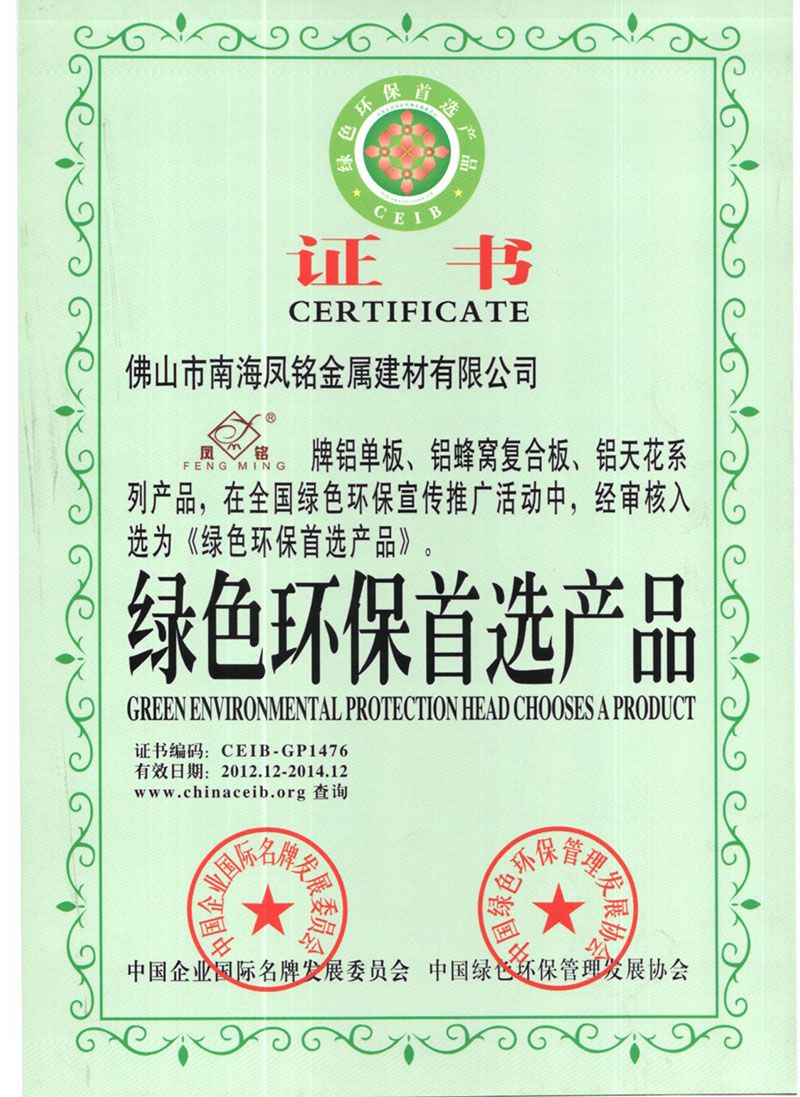 绿色环保首选产品
CEIB
证书
CERTIFICATE
佛山市南海凤铭金属建材有限公司
®
凤铭
FENG MING
牌铝单板、铝蜂窝复合板、铝天花系
列产品，在全国绿色环保宣传推广活动中，经审核入
选为《绿色环保首选产品》。
绿色环保首选产品
GREEN ENVIRONMENTAL PROTECTION HEAD CHOOSES A PRODUCT
证书编码：CEIB-GP1476
有效日期：2012.12-2014.12
www.chinaceib.org 查询
中国企业国际名牌发展委员会
中国绿色环保管理发展协会
中国企业国际名牌发展委员会 中国绿色环保管理发展协会